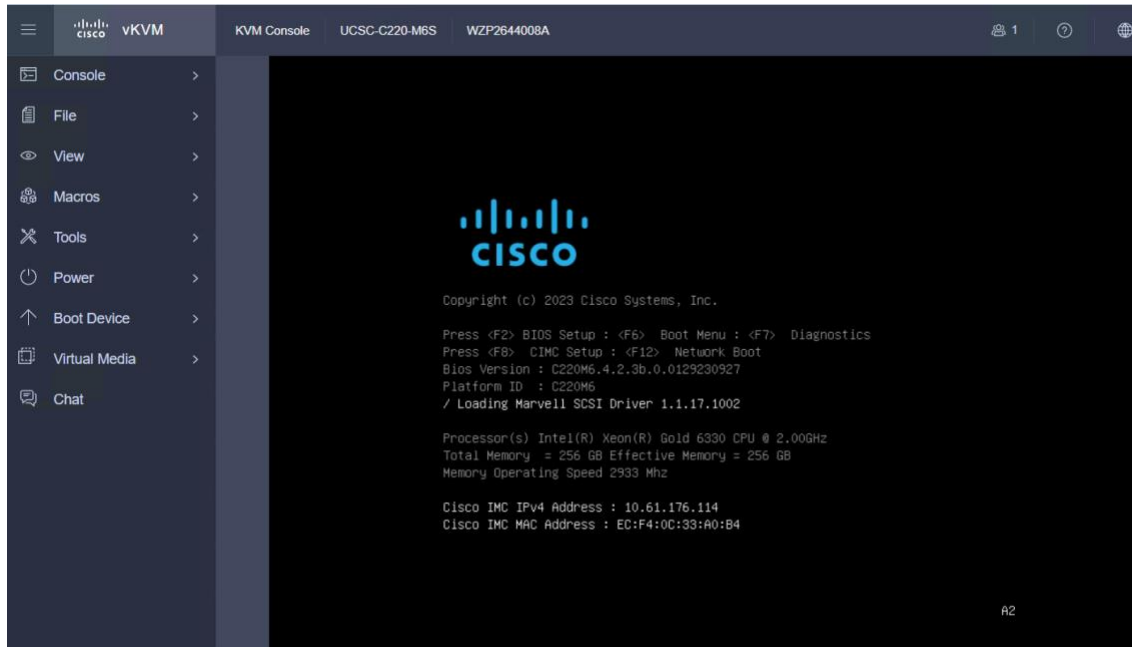 cisco vKVM KVM Console UCSC-C220-M6S WZP2644008A 1
Console
File
View
Macros
Tools
Power
Boot Device
Virtual Media
Chat
CISCO
Copyright (c) 2023 Cisco Systems, Inc.
Press <F2> BIOS Setup : <F6> Boot Menu : <F7> Diagnostics
Press <F8> CIMC Setup : <F12> Network Boot
Bios Version : C220M6.4.2.3b.0.0129230927
Platform ID : C220M6
/ Loading Marvell SCSI Driver 1.1.17.1002
Processor(s) Intel(R) Xeon(R) Gold 6330 CPU @ 2.00GHz
Total Memory = 256 GB Effective Memory = 256 GB
Memory Operating Speed 2933 Mhz
Cisco IMC IPv4 Address : 10.61.176.114
Cisco IMC MAC Address : EC:F4:0C:33:A0:B4
A2